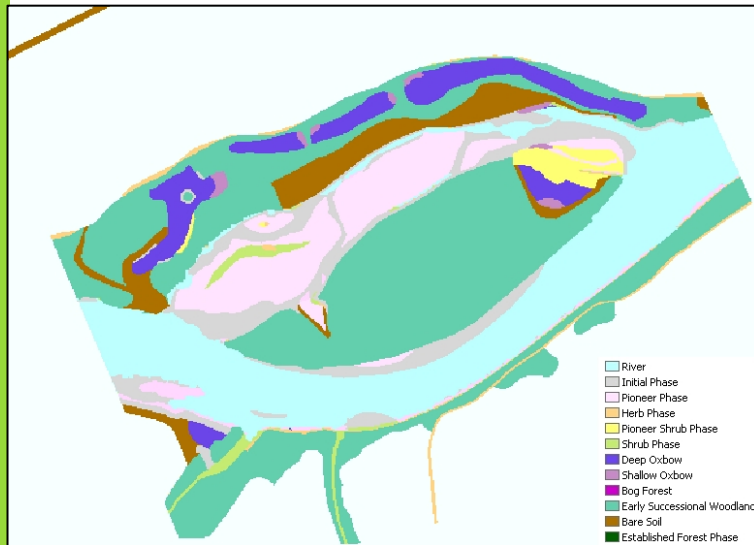 River
Initial Phase
Pioneer Phase
Herb Phase
Pioneer Shrub Phase
Shrub Phase
Deep Oxbow
Shallow Oxbow
Bog Forest
Early Successional Woodland
Bare Soil
Established Forest Phase